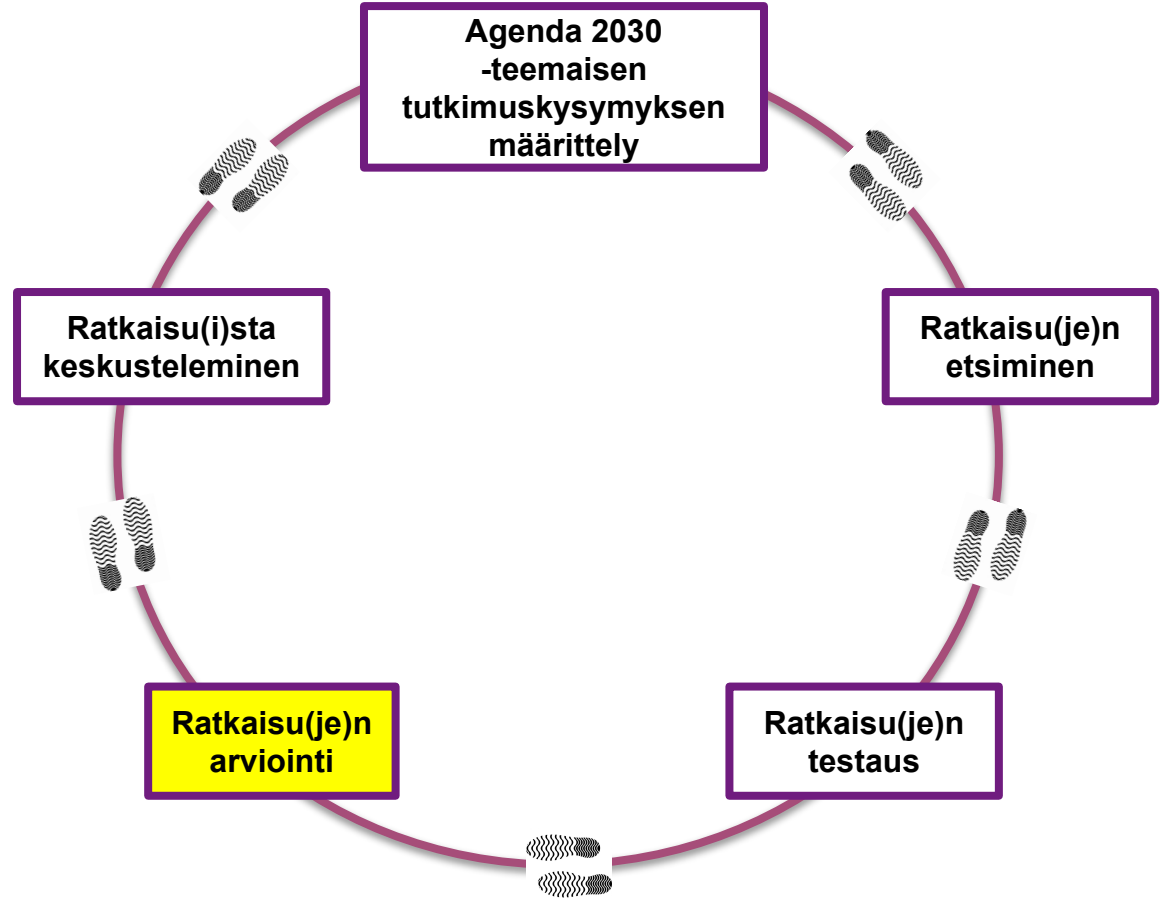 Agenda 2030
-teemaisen
tutkimuskysymyksen
määrittely
Ratkaisu(je)n
etsiminen
Ratkaisu(je)n
testaus
Ratkaisu(je)n
arviointi
Ratkaisu(i)sta
keskusteleminen